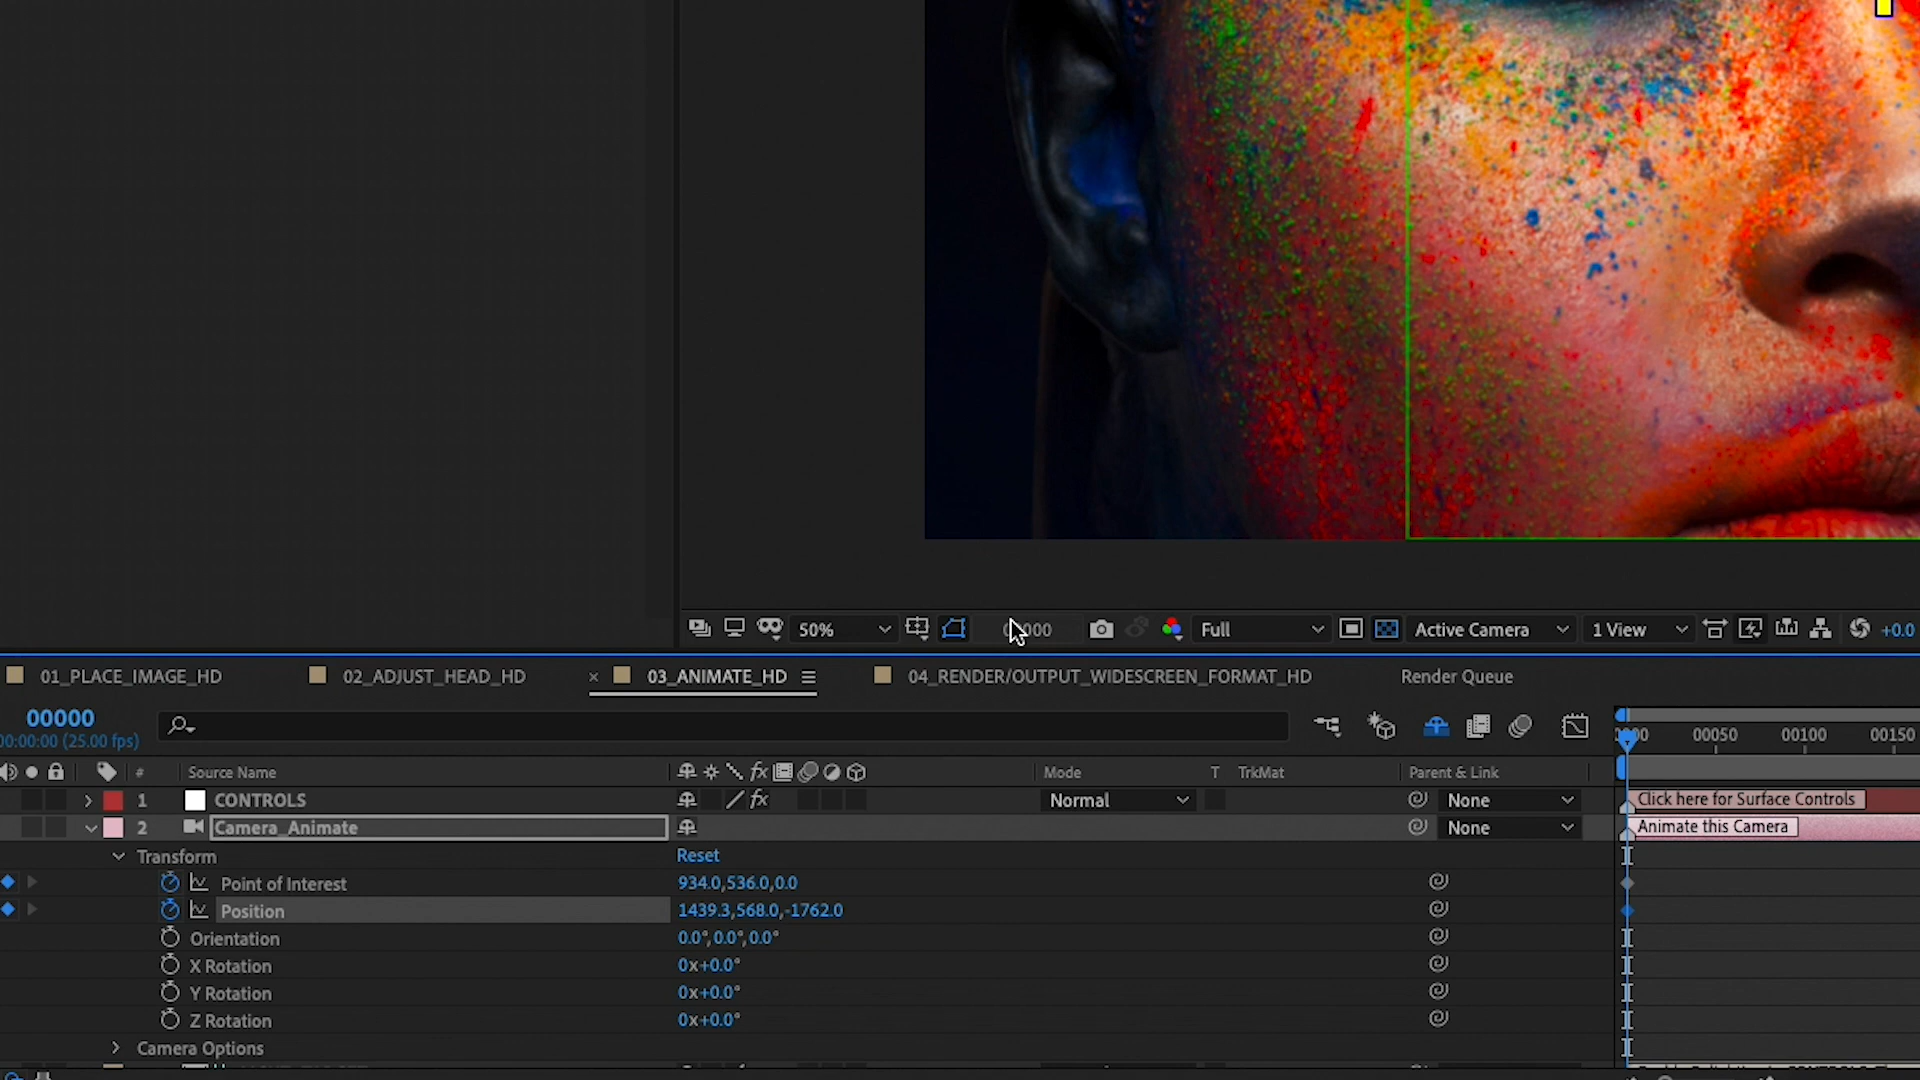 50%
Full
Active Camera
1 View
+0.0
01_PLACE_IMAGE_HD
02_ADJUST_HEAD_HD
× 03_ANIMATE_HD
04_RENDER/OUTPUT_WIDESCREEN_FORMAT_HD
Render Queue
00000
0:00:00:00 (25.00 fps)
00050
00100
00150
#
Source Name
fx
Mode
T
TrkMat
Parent & Link
1
CONTROLS
fx
Normal
None
Click here for Surface Controls
2
Camera_Animate
None
Animate this Camera
Transform
Reset
Point of Interest
934.0,536.0,0.0
Position
1439.3,568.0,-1762.0
Orientation
0.0°,0.0°,0.0°
X Rotation
0x+0.0°
Y Rotation
0x+0.0°
Z Rotation
0x+0.0°
Camera Options